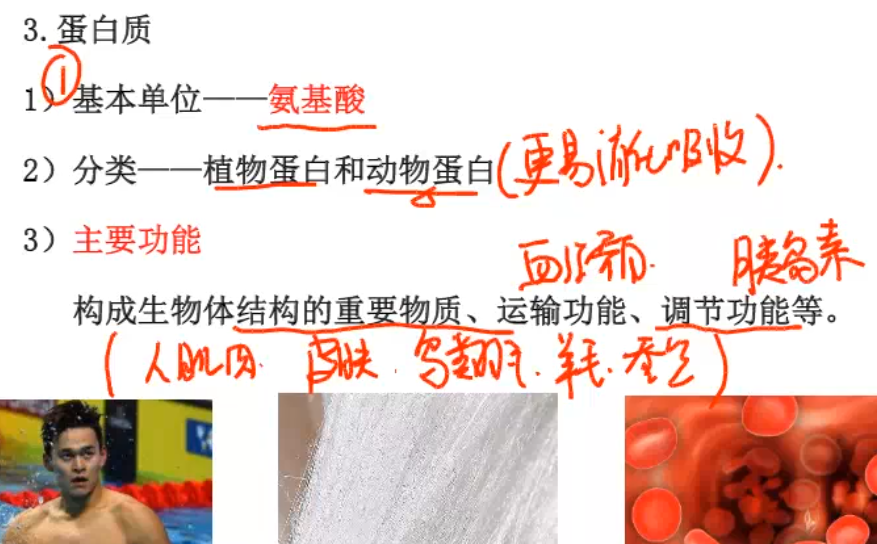 3.蛋白质
①
1）基本单位——氨基酸
2）分类——植物蛋白和动物蛋白(更易消化吸收).
3）主要功能
血红蛋白. 胰岛素
构成生物体结构的重要物质、运输功能、调节功能等。
(人肌肉. 皮肤. 鸟类羽毛. 羊毛.)